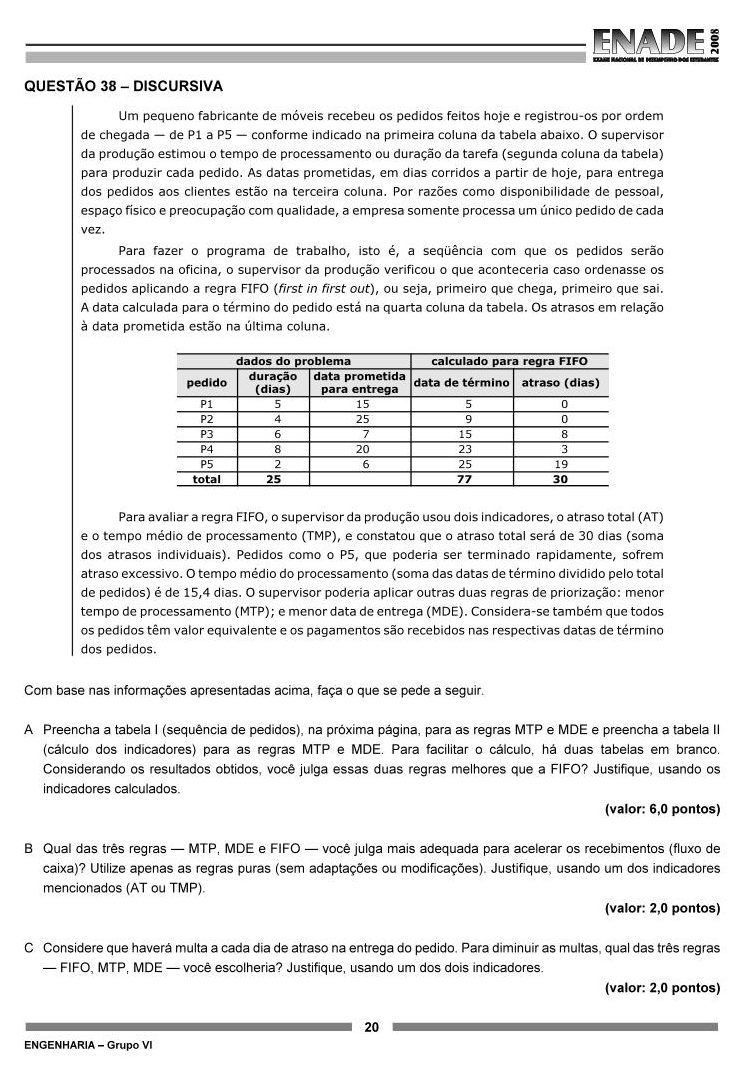 ENADE 2008
EXAME NACIONAL DE DESEMPENHO DOS ESTUDANTES
QUESTÃO 38 – DISCURSIVA
Um pequeno fabricante de móveis recebeu os pedidos feitos hoje e registrou-os por ordem
de chegada — de P1 a P5 — conforme indicado na primeira coluna da tabela abaixo. O supervisor
da produção estimou o tempo de processamento ou duração da tarefa (segunda coluna da tabela)
para produzir cada pedido. As datas prometidas, em dias corridos a partir de hoje, para entrega
dos pedidos aos clientes estão na terceira coluna. Por razões como disponibilidade de pessoal,
espaço físico e preocupação com qualidade, a empresa somente processa um único pedido de cada
vez.
Para fazer o programa de trabalho, isto é, a seqüência com que os pedidos serão
processados na oficina, o supervisor da produção verificou o que aconteceria caso ordenasse os
pedidos aplicando a regra FIFO (first in first out), ou seja, primeiro que chega, primeiro que sai.
A data calculada para o término do pedido está na quarta coluna da tabela. Os atrasos em relação
à data prometida estão na última coluna.
dados do problema calculado para regra FIFO
pedido duração (dias) data prometida para entrega data de término atraso (dias)
P1 5 15 5 0
P2 4 25 9 0
P3 6 7 15 8
P4 8 20 23 3
P5 2 6 25 19
total 25 77 30
Para avaliar a regra FIFO, o supervisor da produção usou dois indicadores, o atraso total (AT)
e o tempo médio de processamento (TMP), e constatou que o atraso total será de 30 dias (soma
dos atrasos individuais). Pedidos como o P5, que poderia ser terminado rapidamente, sofrem
atraso excessivo. O tempo médio do processamento (soma das datas de término dividido pelo total
de pedidos) é de 15,4 dias. O supervisor poderia aplicar outras duas regras de priorização: menor
tempo de processamento (MTP); e menor data de entrega (MDE). Considera-se também que todos
os pedidos têm valor equivalente e os pagamentos são recebidos nas respectivas datas de término
dos pedidos.
Com base nas informações apresentadas acima, faça o que se pede a seguir.
A Preencha a tabela I (sequência de pedidos), na próxima página, para as regras MTP e MDE e preencha a tabela II
(cálculo dos indicadores) para as regras MTP e MDE. Para facilitar o cálculo, há duas tabelas em branco.
Considerando os resultados obtidos, você julga essas duas regras melhores que a FIFO? Justifique, usando os
indicadores calculados.
(valor: 6,0 pontos)
B Qual das três regras — MTP, MDE e FIFO — você julga mais adequada para acelerar os recebimentos (fluxo de
caixa)? Utilize apenas as regras puras (sem adaptações ou modificações). Justifique, usando um dos indicadores
mencionados (AT ou TMP).
(valor: 2,0 pontos)
C Considere que haverá multa a cada dia de atraso na entrega do pedido. Para diminuir as multas, qual das três regras
— FIFO, MTP, MDE — você escolheria? Justifique, usando um dos dois indicadores.
(valor: 2,0 pontos)
20
ENGENHARIA – Grupo VI